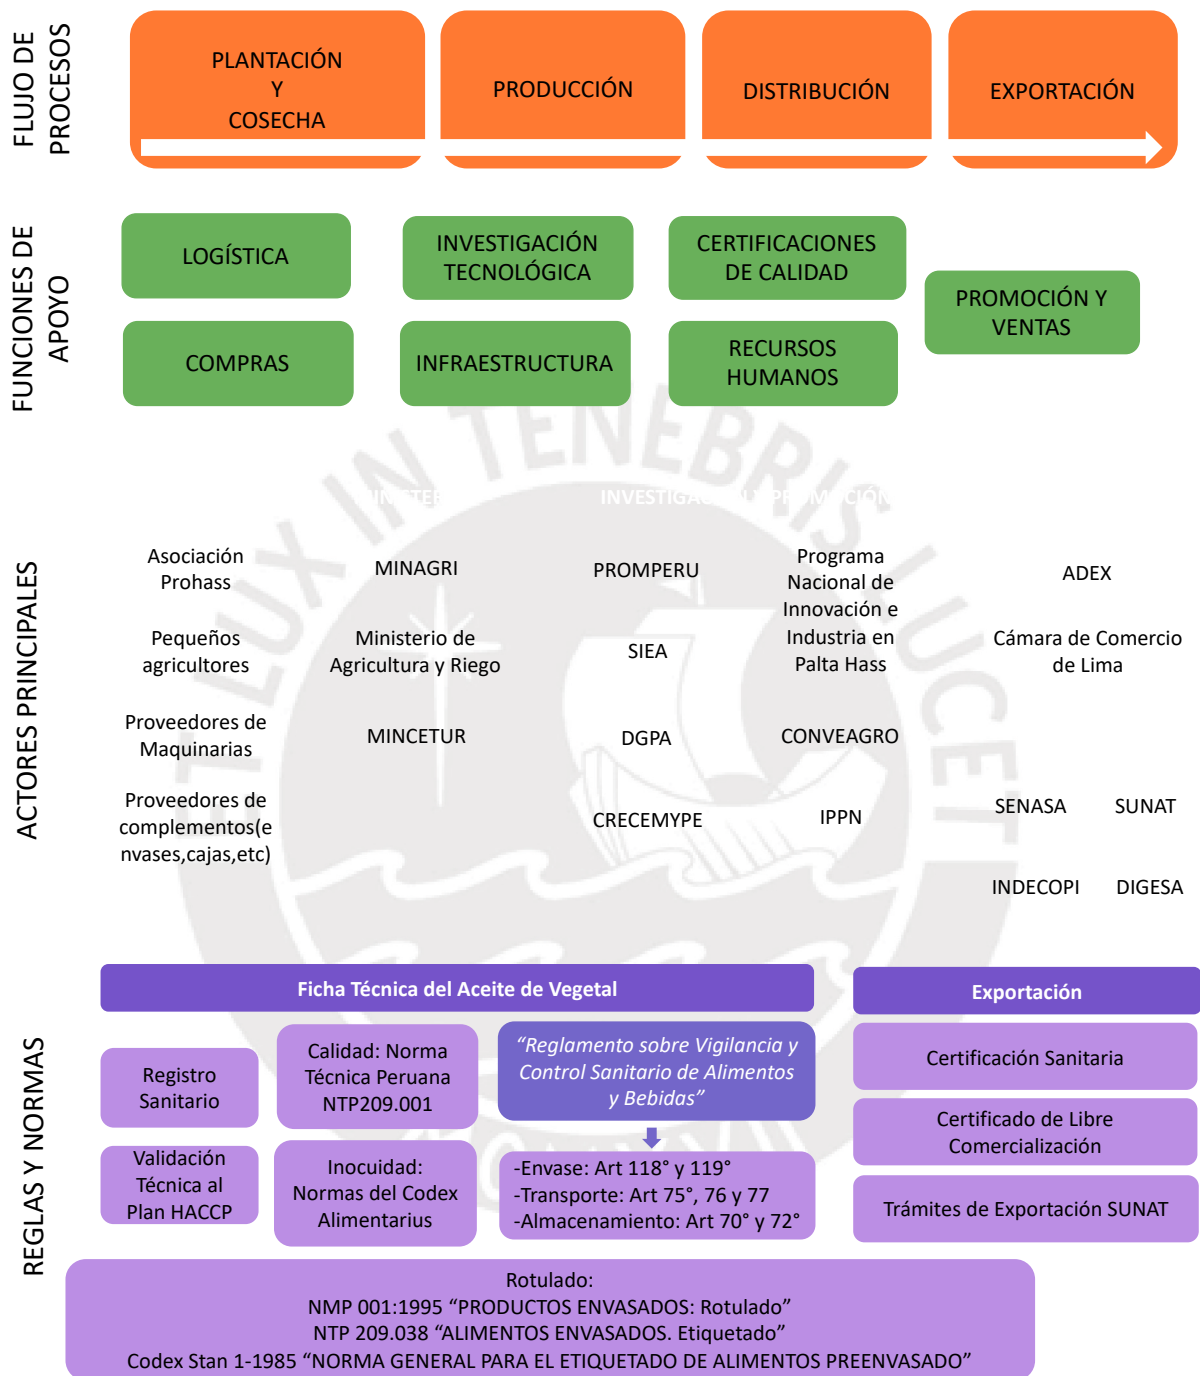 FLUJO DE
PROCESOS
PLANTACIÓN
Y
COSECHA
PRODUCCIÓN
DISTRIBUCIÓN
EXPORTACIÓN
FUNCIONES DE
APOYO
LOGÍSTICA
INVESTIGACIÓN
TECNOLÓGICA
CERTIFICACIONES
DE CALIDAD
PROMOCIÓN Y
VENTAS
COMPRAS
INFRAESTRUCTURA
RECURSOS
HUMANOS
ET LUX IN TENEBRIS LUCET
ACTORES PRINCIPALES
INVESTIGACIÓN Y PROMOCIÓN
Asociación
Prohass
Pequeños
agricultores
Proveedores de
Maquinarias
Proveedores de
complementos(e
nvases,cajas,etc)
MINAGRI
Ministerio de
Agricultura y Riego
MINCETUR
PROMPERU
SIEA
DGPA
CRECEMYPE
Programa
Nacional de
Innovación e
Industria en
Palta Hass
CONVEAGRO
IPPN
ADEX
Cámara de Comercio
de Lima
SENASA
SUNAT
INDECOPI
DIGESA
REGLAS Y NORMAS
Ficha Técnica del Aceite de Vegetal
Registro
Sanitario
Calidad: Norma
Técnica Peruana
NTP209.001
“Reglamento sobre Vigilancia y
Control Sanitario de Alimentos
y Bebidas”
Validación
Técnica al
Plan HACCP
Inocuidad:
Normas del Codex
Alimentarius
-Envase: Art 118° y 119°
-Transporte: Art 75°, 76 y 77
-Almacenamiento: Art 70° y 72°
Exportación
Certificación Sanitaria
Certificado de Libre
Comercialización
Trámites de Exportación SUNAT
Rotulado:
NMP 001:1995 “PRODUCTOS ENVASADOS: Rotulado”
NTP 209.038 “ALIMENTOS ENVASADOS. Etiquetado”
Codex Stan 1-1985 “NORMA GENERAL PARA EL ETIQUETADO DE ALIMENTOS PREENVASADO”